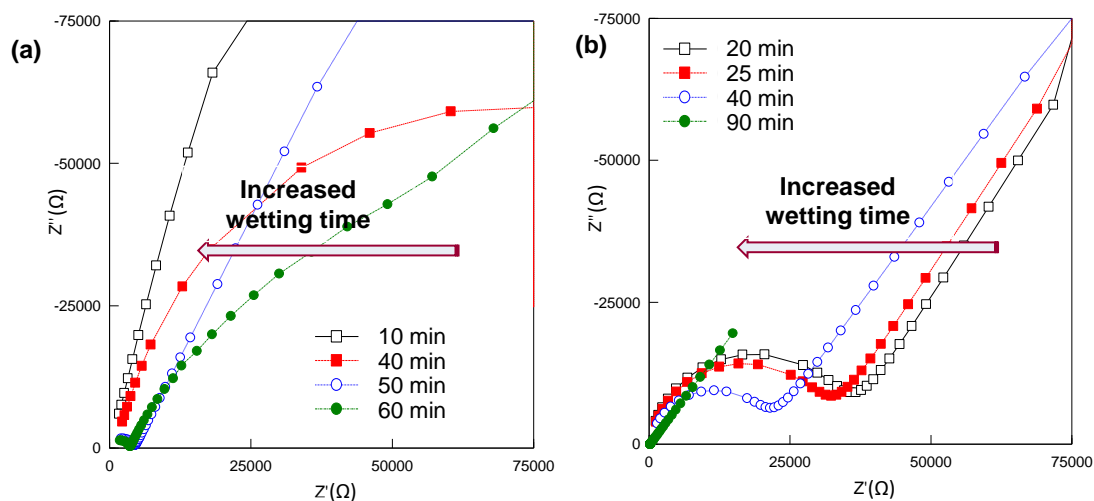 (a)
-75000
-50000
-25000
0
Z''(Ω)
Increased
wetting time
10 min
40 min
50 min
60 min
0
25000
50000
75000
Z'(Ω)
(b)
-75000
-50000
-25000
0
Z''(Ω)
20 min
25 min
40 min
90 min
Increased
wetting time
0
25000
50000
75000
Z'(Ω)